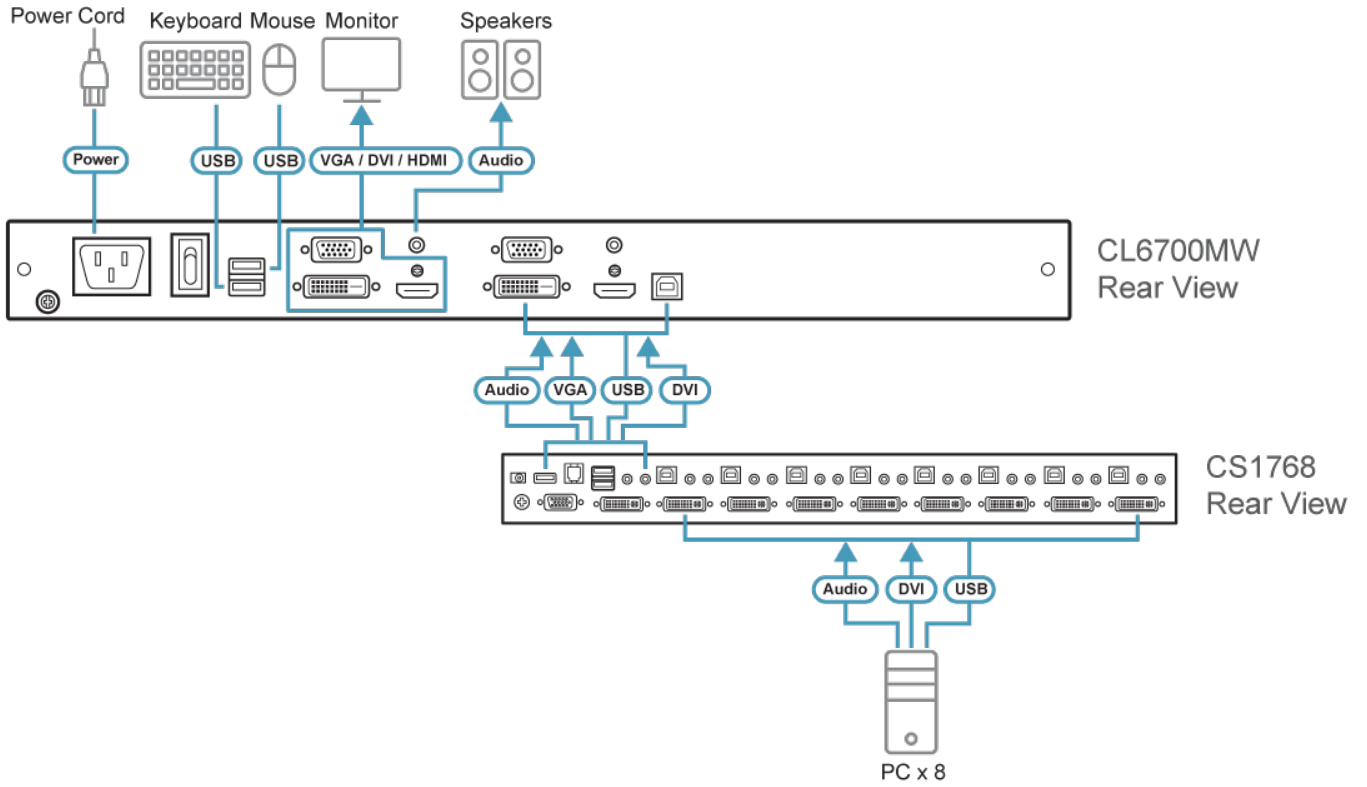 Power Cord
Keyboard Mouse Monitor
Speakers
Power
USB
USB
VGA / DVI / HDMI
Audio
CL6700MW
Rear View
Audio
VGA
USB
DVI
CS1768
Rear View
Audio
DVI
USB
PC x 8